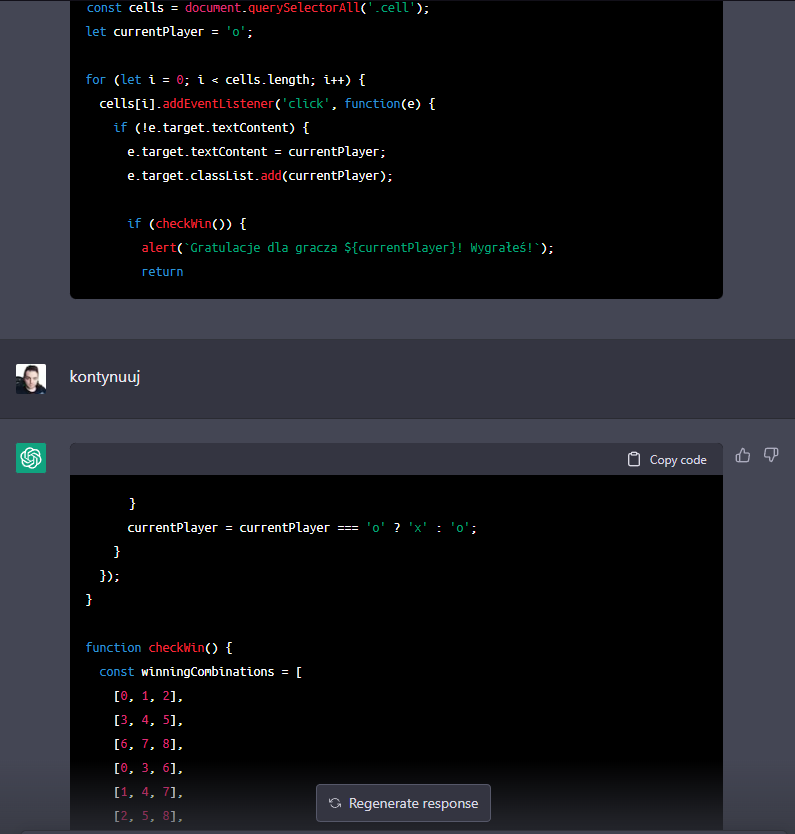 const cells = document.querySelectorAll('.cell');
let currentPlayer = 'o';
for (let i = 0; i < cells.length; i++) {
cells[i].addEventListener('click', function(e) {
if (!e.target.textContent) {
e.target.textContent = currentPlayer;
e.target.classList.add(currentPlayer);
if (checkWin()) {
alert(`Gratulacje dla gracza ${currentPlayer}! Wygrałeś!`);
return
kontynuuj
Copy code
}
currentPlayer = currentPlayer === 'o' ? 'x' : 'o';
}
});
}
function checkWin() {
const winningCombinations = [
[0, 1, 2],
[3, 4, 5],
[6, 7, 8],
[0, 3, 6],
[1, 4, 7],
[2, 5, 8],
Regenerate response